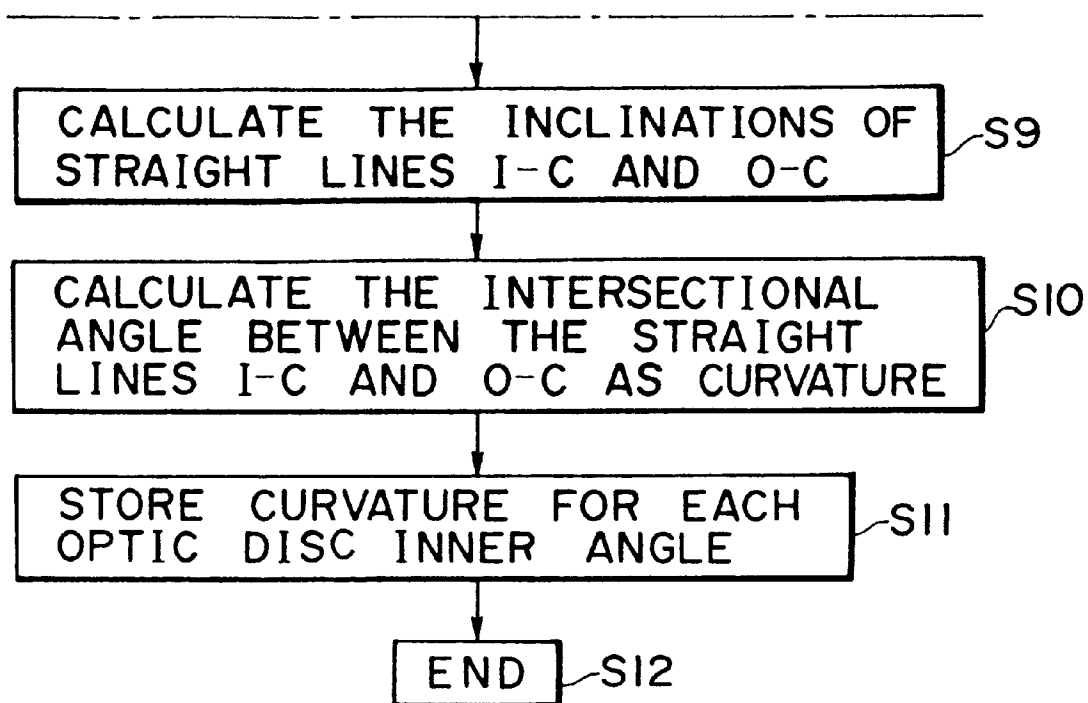 CALCULATE THE INCLINATIONS OF
STRAIGHT LINES I-C AND O-C
S9
CALCULATE THE INTERSECTIONAL
ANGLE BETWEEN THE STRAIGHT
LINES I-C AND O-C AS CURVATURE
S10
STORE CURVATURE FOR EACH
OPTIC DISC INNER ANGLE
S11
END
S12